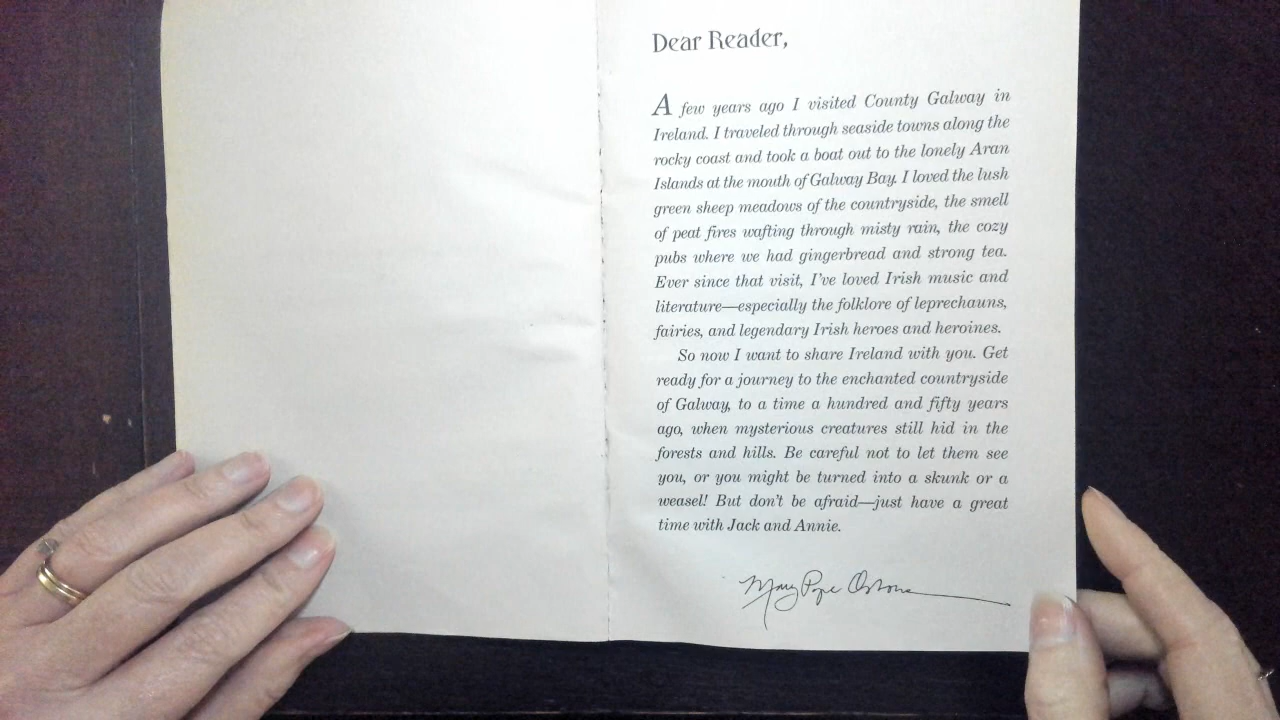 Dear Reader,
A few years ago I visited County Galway in
Ireland. I traveled through seaside towns along the
rocky coast and took a boat out to the lonely Aran
Islands at the mouth of Galway Bay. I loved the lush
green sheep meadows of the countryside, the smell
of peat fires wafting through misty rain, the cozy
pubs where we had gingerbread and strong tea.
Ever since that visit, I've loved Irish music and
literature—especially the folklore of leprechauns,
fairies, and legendary Irish heroes and heroines.
So now I want to share Ireland with you. Get
ready for a journey to the enchanted countryside
of Galway, to a time a hundred and fifty years
ago, when mysterious creatures still hid in the
forests and hills. Be careful not to let them see
you, or you might be turned into a skunk or a
weasel! But don't be afraid—just have a great
time with Jack and Annie.
Mary Pope Osborne